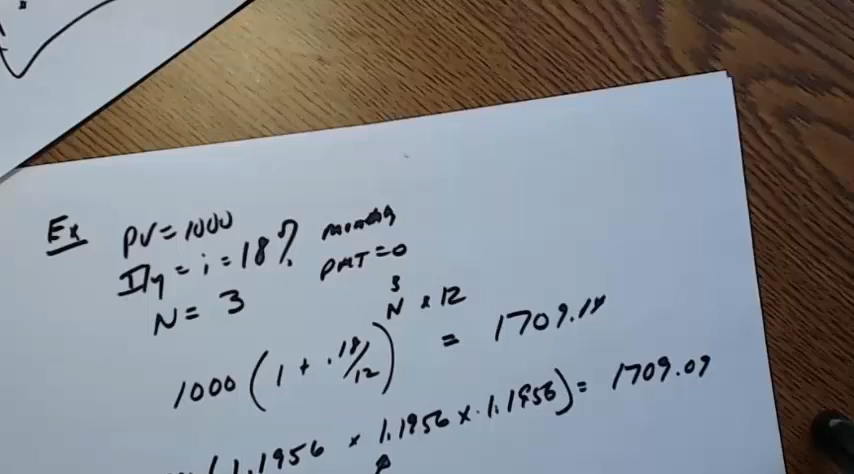 Ex PV = 1000
I/y = i = 18% monthly
N = 3 PMT = 0
1000 (1 + .18/12)^N x 12 = 1709.14
3
(1.1956 x 1.1956 x 1.1956) = 1709.09